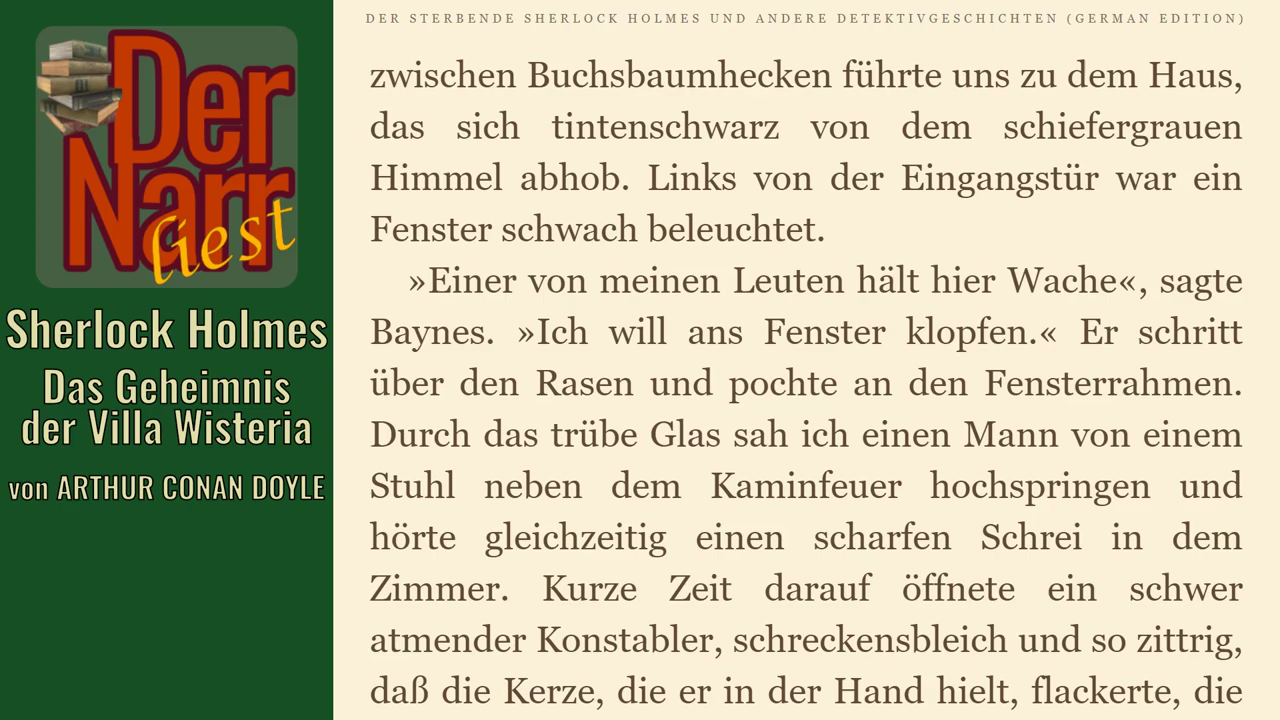 Der
Narr
liest
Sherlock Holmes
Das Geheimnis
der Villa Wisteria
von ARTHUR CONAN DOYLE
DER STERBENDE SHERLOCK HOLMES UND ANDERE DETEKTIVGESCHICHTEN (GERMAN EDITION)
zwischen Buchsbaumhecken führte uns zu dem Haus,
das sich tintenschwarz von dem schiefergrauen
Himmel abhob. Links von der Eingangstür war ein
Fenster schwach beleuchtet.
»Einer von meinen Leuten hält hier Wache«, sagte
Baynes. »Ich will ans Fenster klopfen.« Er schritt
über den Rasen und pochte an den Fensterrahmen.
Durch das trübe Glas sah ich einen Mann von einem
Stuhl neben dem Kaminfeuer hochspringen und
hörte gleichzeitig einen scharfen Schrei in dem
Zimmer. Kurze Zeit darauf öffnete ein schwer
atmender Konstabler, schreckensbleich und so zittrig,
daß die Kerze, die er in der Hand hielt, flackerte, die